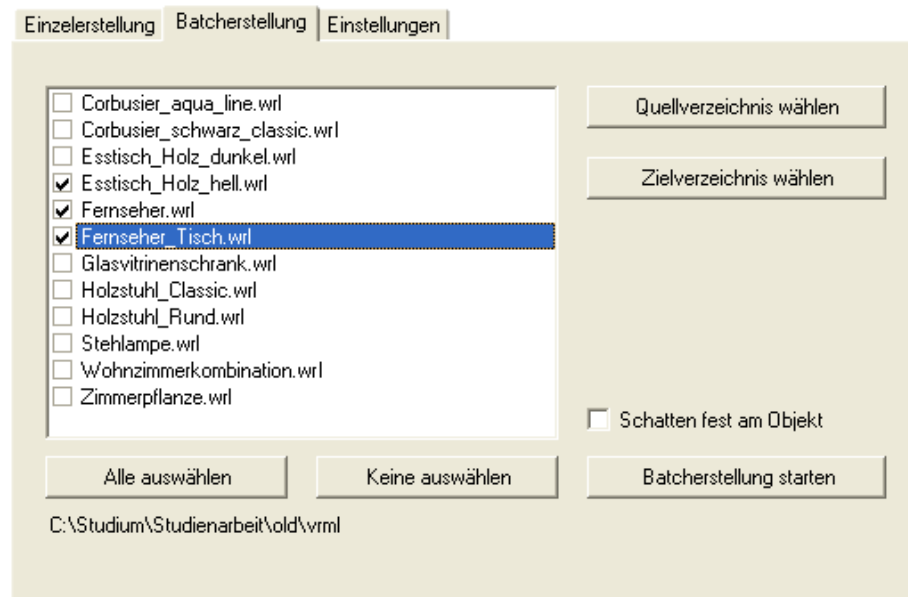 Einzelerstellung Batcherstellung Einstellungen
Corbusier_aqua_line.wrl
Corbusier_schwarz_classic.wrl
Esstisch_Holz_dunkel.wrl
Esstisch_Holz_hell.wrl
Fernseher.wrl
Fernseher_Tisch.wrl
Glasvitrinenschrank.wrl
Holzstuhl_Classic.wrl
Holzstuhl_Rund.wrl
Stehlampe.wrl
Wohnzimmerkombination.wrl
Zimmerpflanze.wrl
Quellverzeichnis wählen
Zielverzeichnis wählen
Schatten fest am Objekt
Alle auswählen Keine auswählen Batcherstellung starten
C:\Studium\Studienarbeit\old\vrml